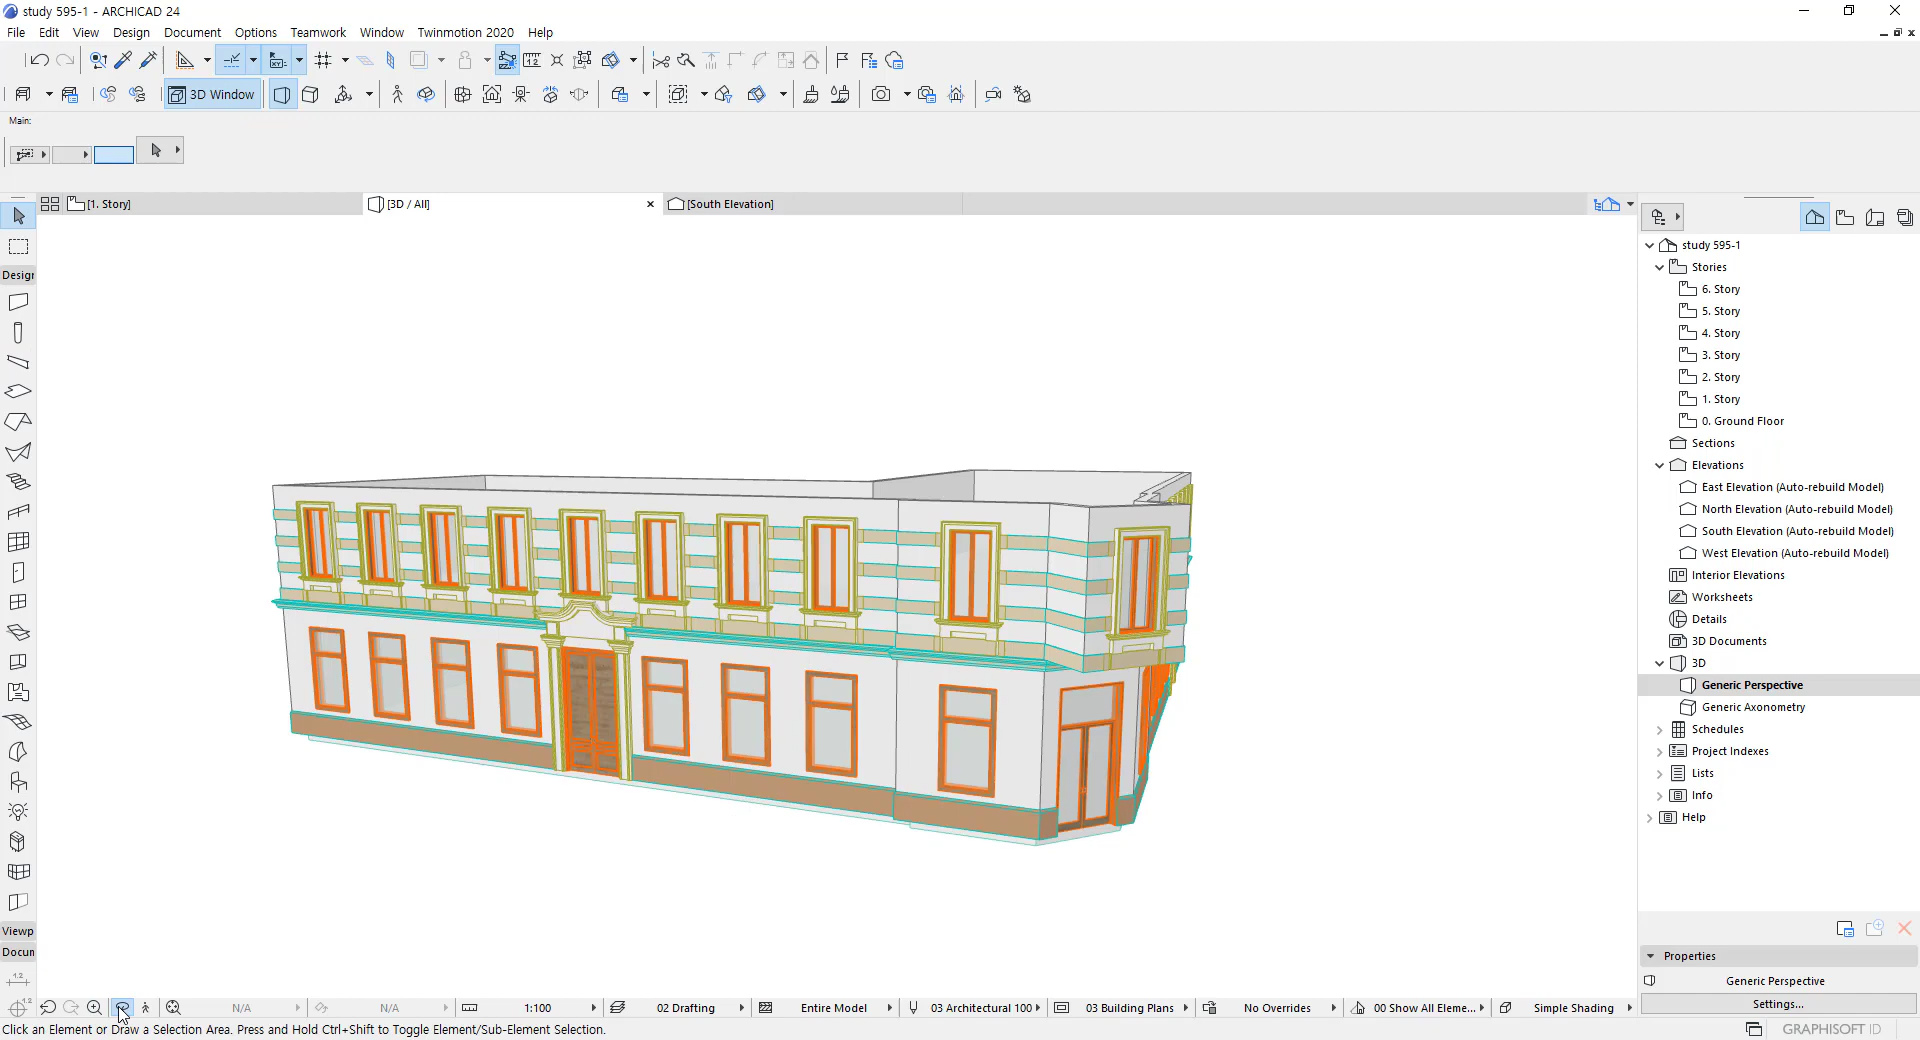 study 595-1 - ARCHICAD 24
File Edit View Design Document Options Teamwork Window Twinmotion 2020 Help
3D Window
Main:
[1. Story]
[3D / All]
[South Elevation]
Desigr
Viewp
Docun
1.2
study 595-1
Stories
6. Story
5. Story
4. Story
3. Story
2. Story
1. Story
0. Ground Floor
Sections
Elevations
East Elevation (Auto-rebuild Model)
North Elevation (Auto-rebuild Model)
South Elevation (Auto-rebuild Model)
West Elevation (Auto-rebuild Model)
Interior Elevations
Worksheets
Details
3D Documents
3D
Generic Perspective
Generic Axonometry
Schedules
Project Indexes
Lists
Info
Help
Properties
Generic Perspective
Settings...
N/A N/A 1:100 02 Drafting Entire Model 03 Architectural 100 03 Building Plans No Overrides 00 Show All Eleme... Simple Shading
Click an Element or Draw a Selection Area. Press and Hold Ctrl+Shift to Toggle Element/Sub-Element Selection.
GRAPHISOFT ID